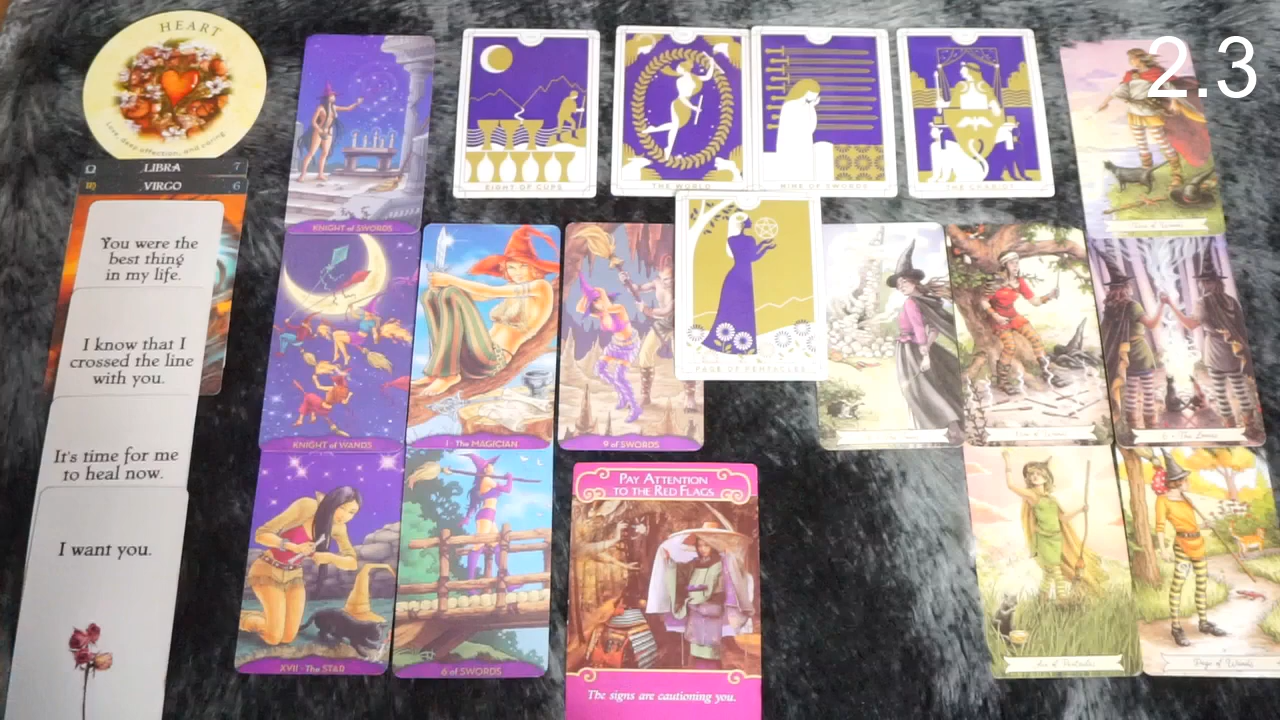 2.3
HEART
Love, deep affection, and caring.
♎ LIBRA 7
♍ VIRGO 6
You were the
best thing
in my life.
I know that I
crossed the line
with you.
It's time for me
to heal now.
I want you.
KNIGHT of SWORDS
KNIGHT OF WANDS
XVII - The STAR
I - The MAGICIAN
6 of SWORDS
9 of SWORDS
EIGHT OF CUPS
THE WORLD
NINE OF SWORDS
THE CHARIOT
PAGE OF PENTACLES
PAY ATTENTION
TO THE RED FLAGS
The signs are cautioning you.
Ace of Pentacles
Page of Wands